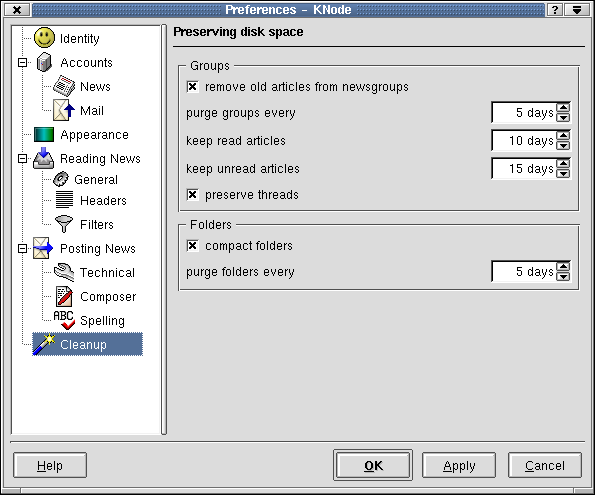 Preferences – KNode
?
Identity
Accounts
News
Mail
Appearance
Reading News
General
Headers
Filters
Posting News
Technical
Composer
ABC
Spelling
Cleanup
Preserving disk space
Groups
remove old articles from newsgroups
purge groups every 5 days
keep read articles 10 days
keep unread articles 15 days
preserve threads
Folders
compact folders
purge folders every 5 days
Help OK Apply Cancel